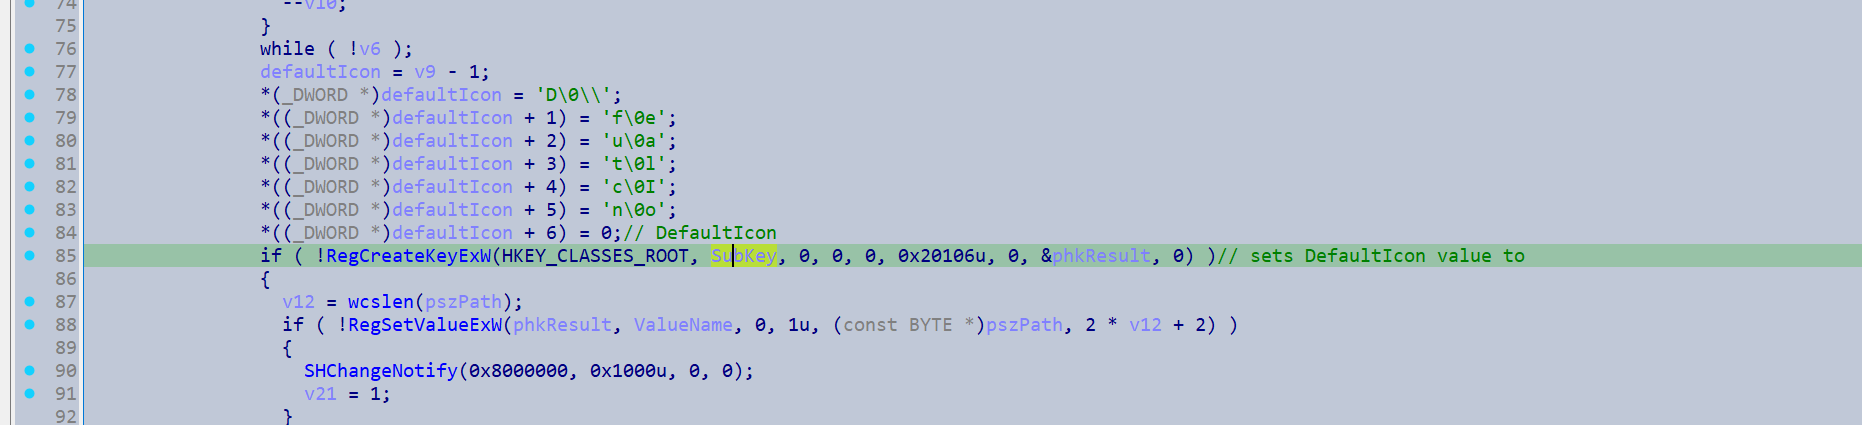 74 --v10;
75 }
76 while ( !v6 );
77 defaultIcon = v9 - 1;
78 *(_DWORD *)defaultIcon = 'D\0\\';
79 *((_DWORD *)defaultIcon + 1) = 'f\0e';
80 *((_DWORD *)defaultIcon + 2) = 'u\0a';
81 *((_DWORD *)defaultIcon + 3) = 't\0l';
82 *((_DWORD *)defaultIcon + 4) = 'c\0I';
83 *((_DWORD *)defaultIcon + 5) = 'n\0o';
84 *((_DWORD *)defaultIcon + 6) = 0;// DefaultIcon
85 if ( !RegCreateKeyExW(HKEY_CLASSES_ROOT, SubKey, 0, 0, 0, 0x20106u, 0, &phkResult, 0) )// sets DefaultIcon value to
86 {
87 v12 = wcslen(pszPath);
88 if ( !RegSetValueExW(phkResult, ValueName, 0, 1u, (const BYTE *)pszPath, 2 * v12 + 2) )
89 {
90 SHChangeNotify(0x8000000, 0x1000u, 0, 0);
91 v21 = 1;
92 }